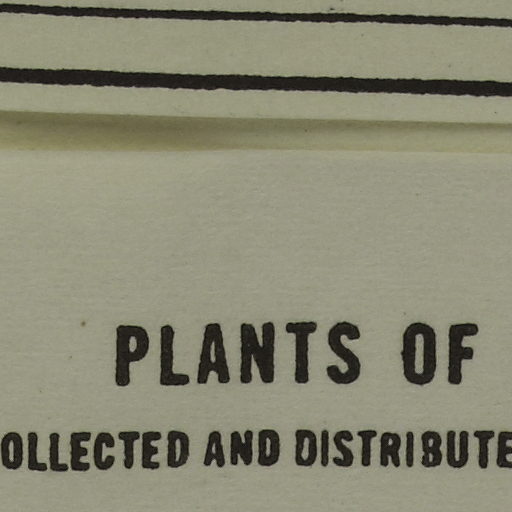 PLANTS OF
OLLECTED AND DISTRIBUTE